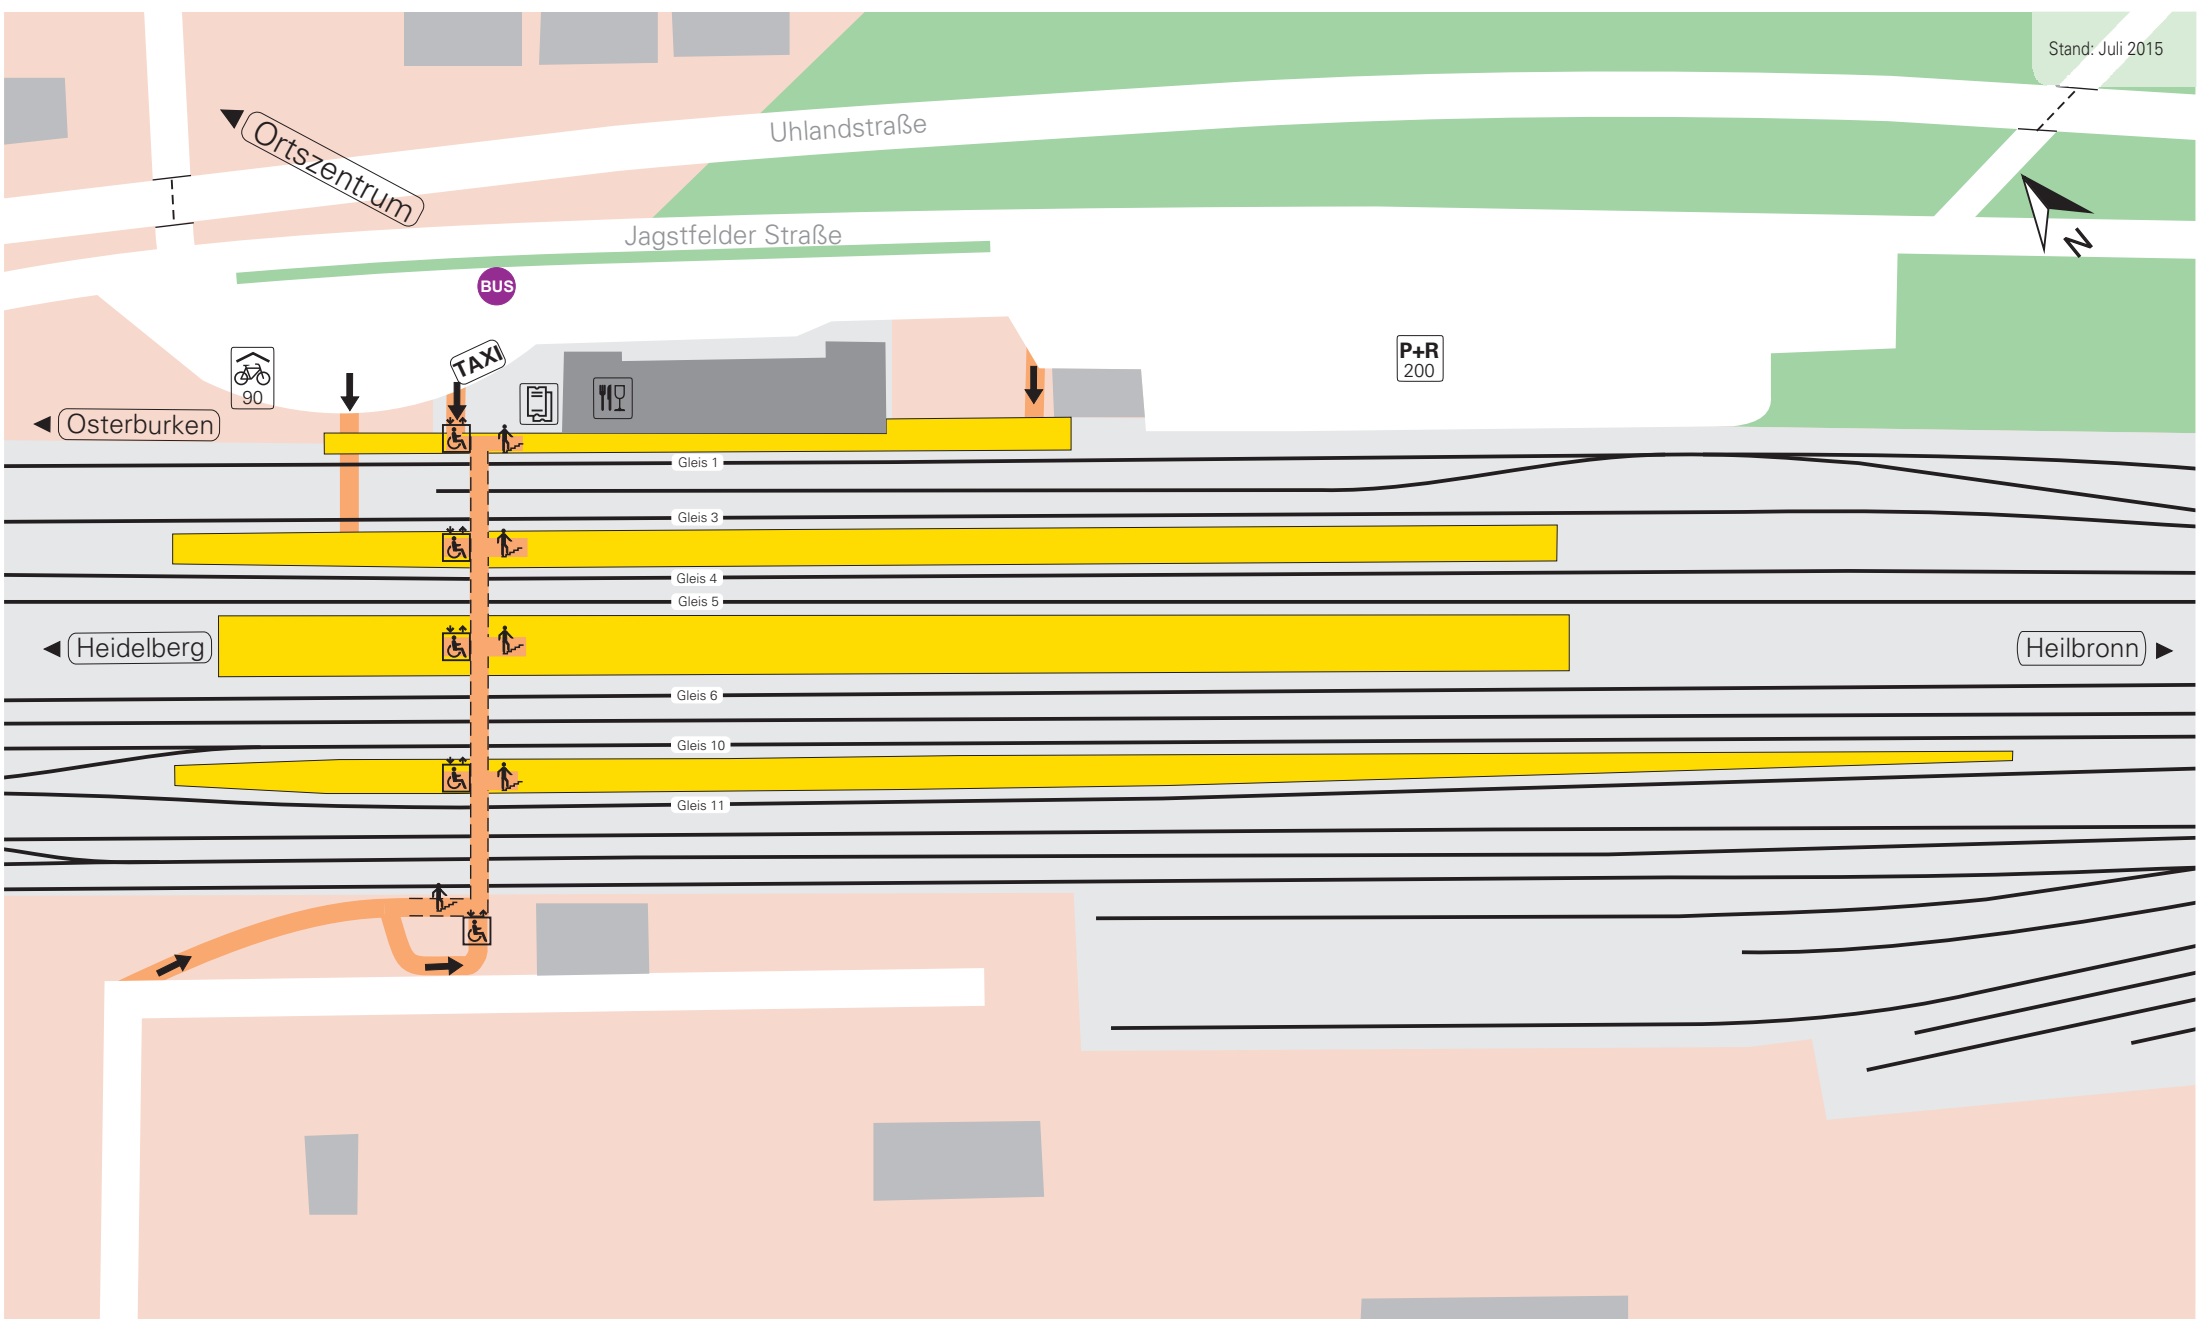 Stand: Juli 2015
Uhlandstraße
Ortszentrum
Jagstfelder Straße
N
BUS
TAXI
P+R
200
90
Osterburken
Gleis 1
Gleis 3
Gleis 4
Gleis 5
Heidelberg
Heilbronn
Gleis 6
Gleis 10
Gleis 11